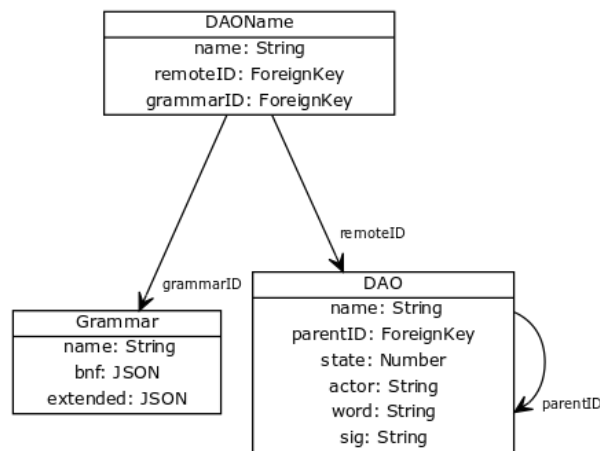 DAOName
name: String
remoteID: ForeignKey
grammarID: ForeignKey
remoteID
grammarID
Grammar
name: String
bnf: JSON
extended: JSON
DAO
name: String
parentID: ForeignKey
state: Number
actor: String
word: String
sig: String
parentID